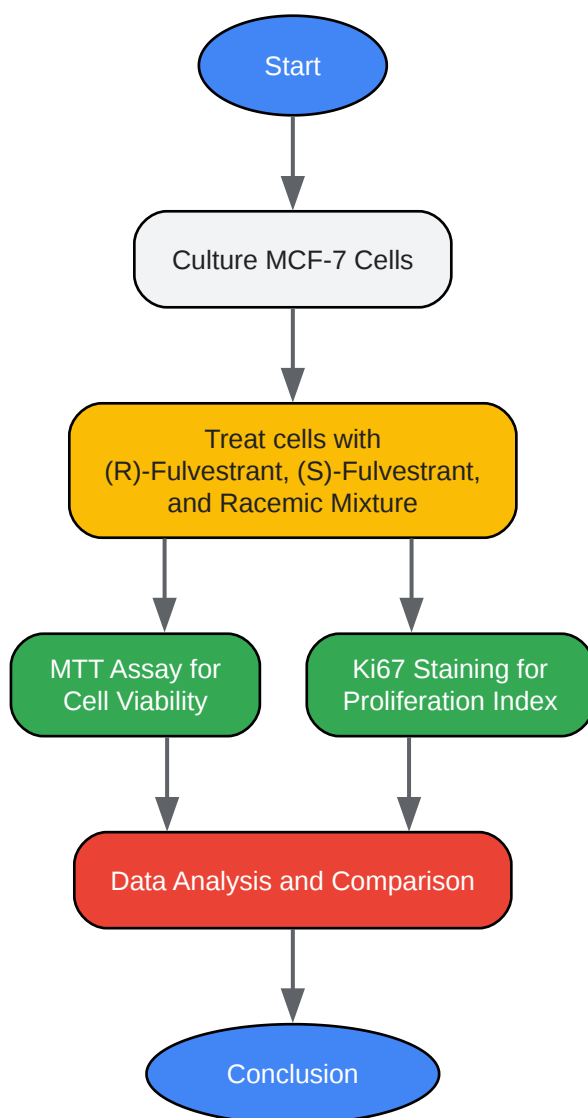 Start
Culture MCF-7 Cells
Treat cells with
(R)-Fulvestrant, (S)-Fulvestrant,
and Racemic Mixture
MTT Assay for
Cell Viability
Ki67 Staining for
Proliferation Index
Data Analysis and Comparison
Conclusion